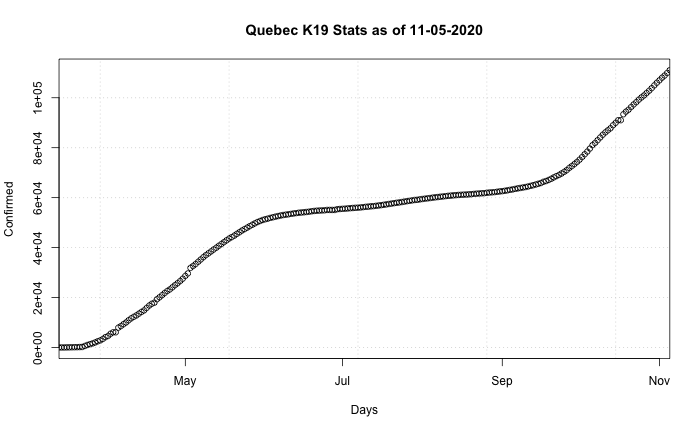 Quebec K19 Stats as of 11-05-2020
Confirmed
1e+05
8e+04
6e+04
4e+04
2e+04
0e+00
May Jul Sep Nov
Days